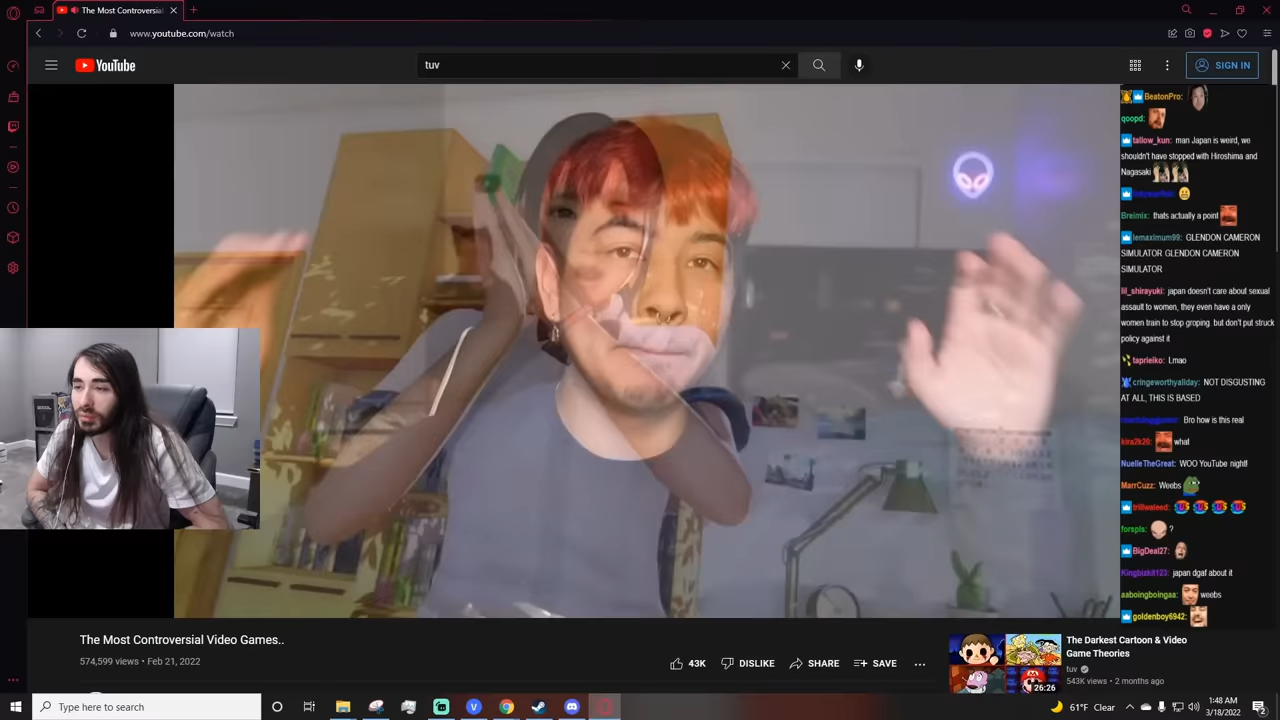 The Most Controversial
www.youtube.com/watch
YouTube
tuv
SIGN IN
BeatonPro:
qoopd:
tallow_kun: man Japan is weird, we
shouldn't have stopped with Hiroshima and
Nagasaki
Breimix: thats actually a point
lemaximum99: GLENDON CAMERON
SIMULATOR GLENDON CAMERON
SIMULATOR
lil_shirayuki: japan doesn't care about sexual
assault to women, they even have a only
women train to stop groping. but don't put struck
policy against it
taprieiko: Lmao
cringeworthyallday: NOT DISGUSTING
AT ALL, THIS IS BASED
Bro how is this real
kira2k20: what
NuelleTheGreat: WOO YouTube night!
MarrCuzz: Weebs
trillwaleed:
forspls: ?
BigDeal27:
Kingbizkit123: japan dgaf about it
aaboingboingaa: weebs
goldenboy6942:
The Most Controversial Video Games..
574,599 views • Feb 21, 2022
43K
DISLIKE
SHARE
SAVE
The Darkest Cartoon & Video
Game Theories
tuv
543K views • 2 months ago
26:26
Type here to search
61°F Clear
1:48 AM
3/18/2022
2